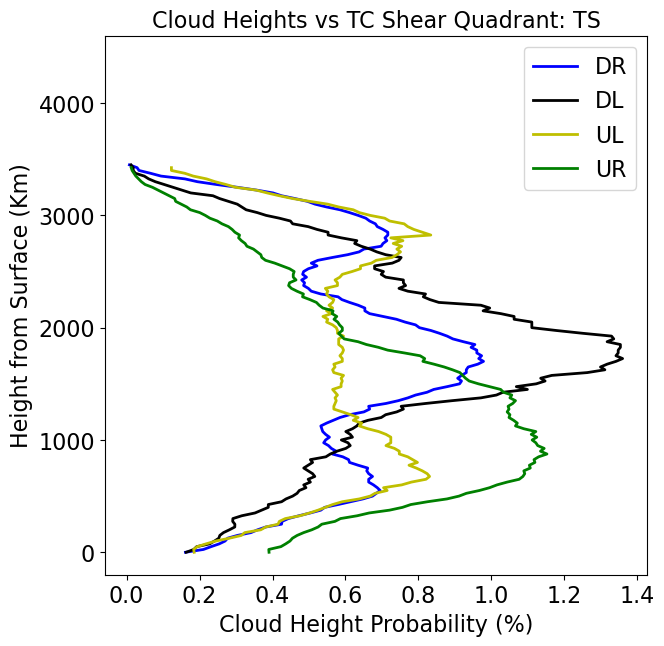 Cloud Heights vs TC Shear Quadrant: TS
DR
DL
UL
UR
4000
3000
2000
1000
0
Height from Surface (Km)
0.0 0.2 0.4 0.6 0.8 1.0 1.2 1.4
Cloud Height Probability (%)